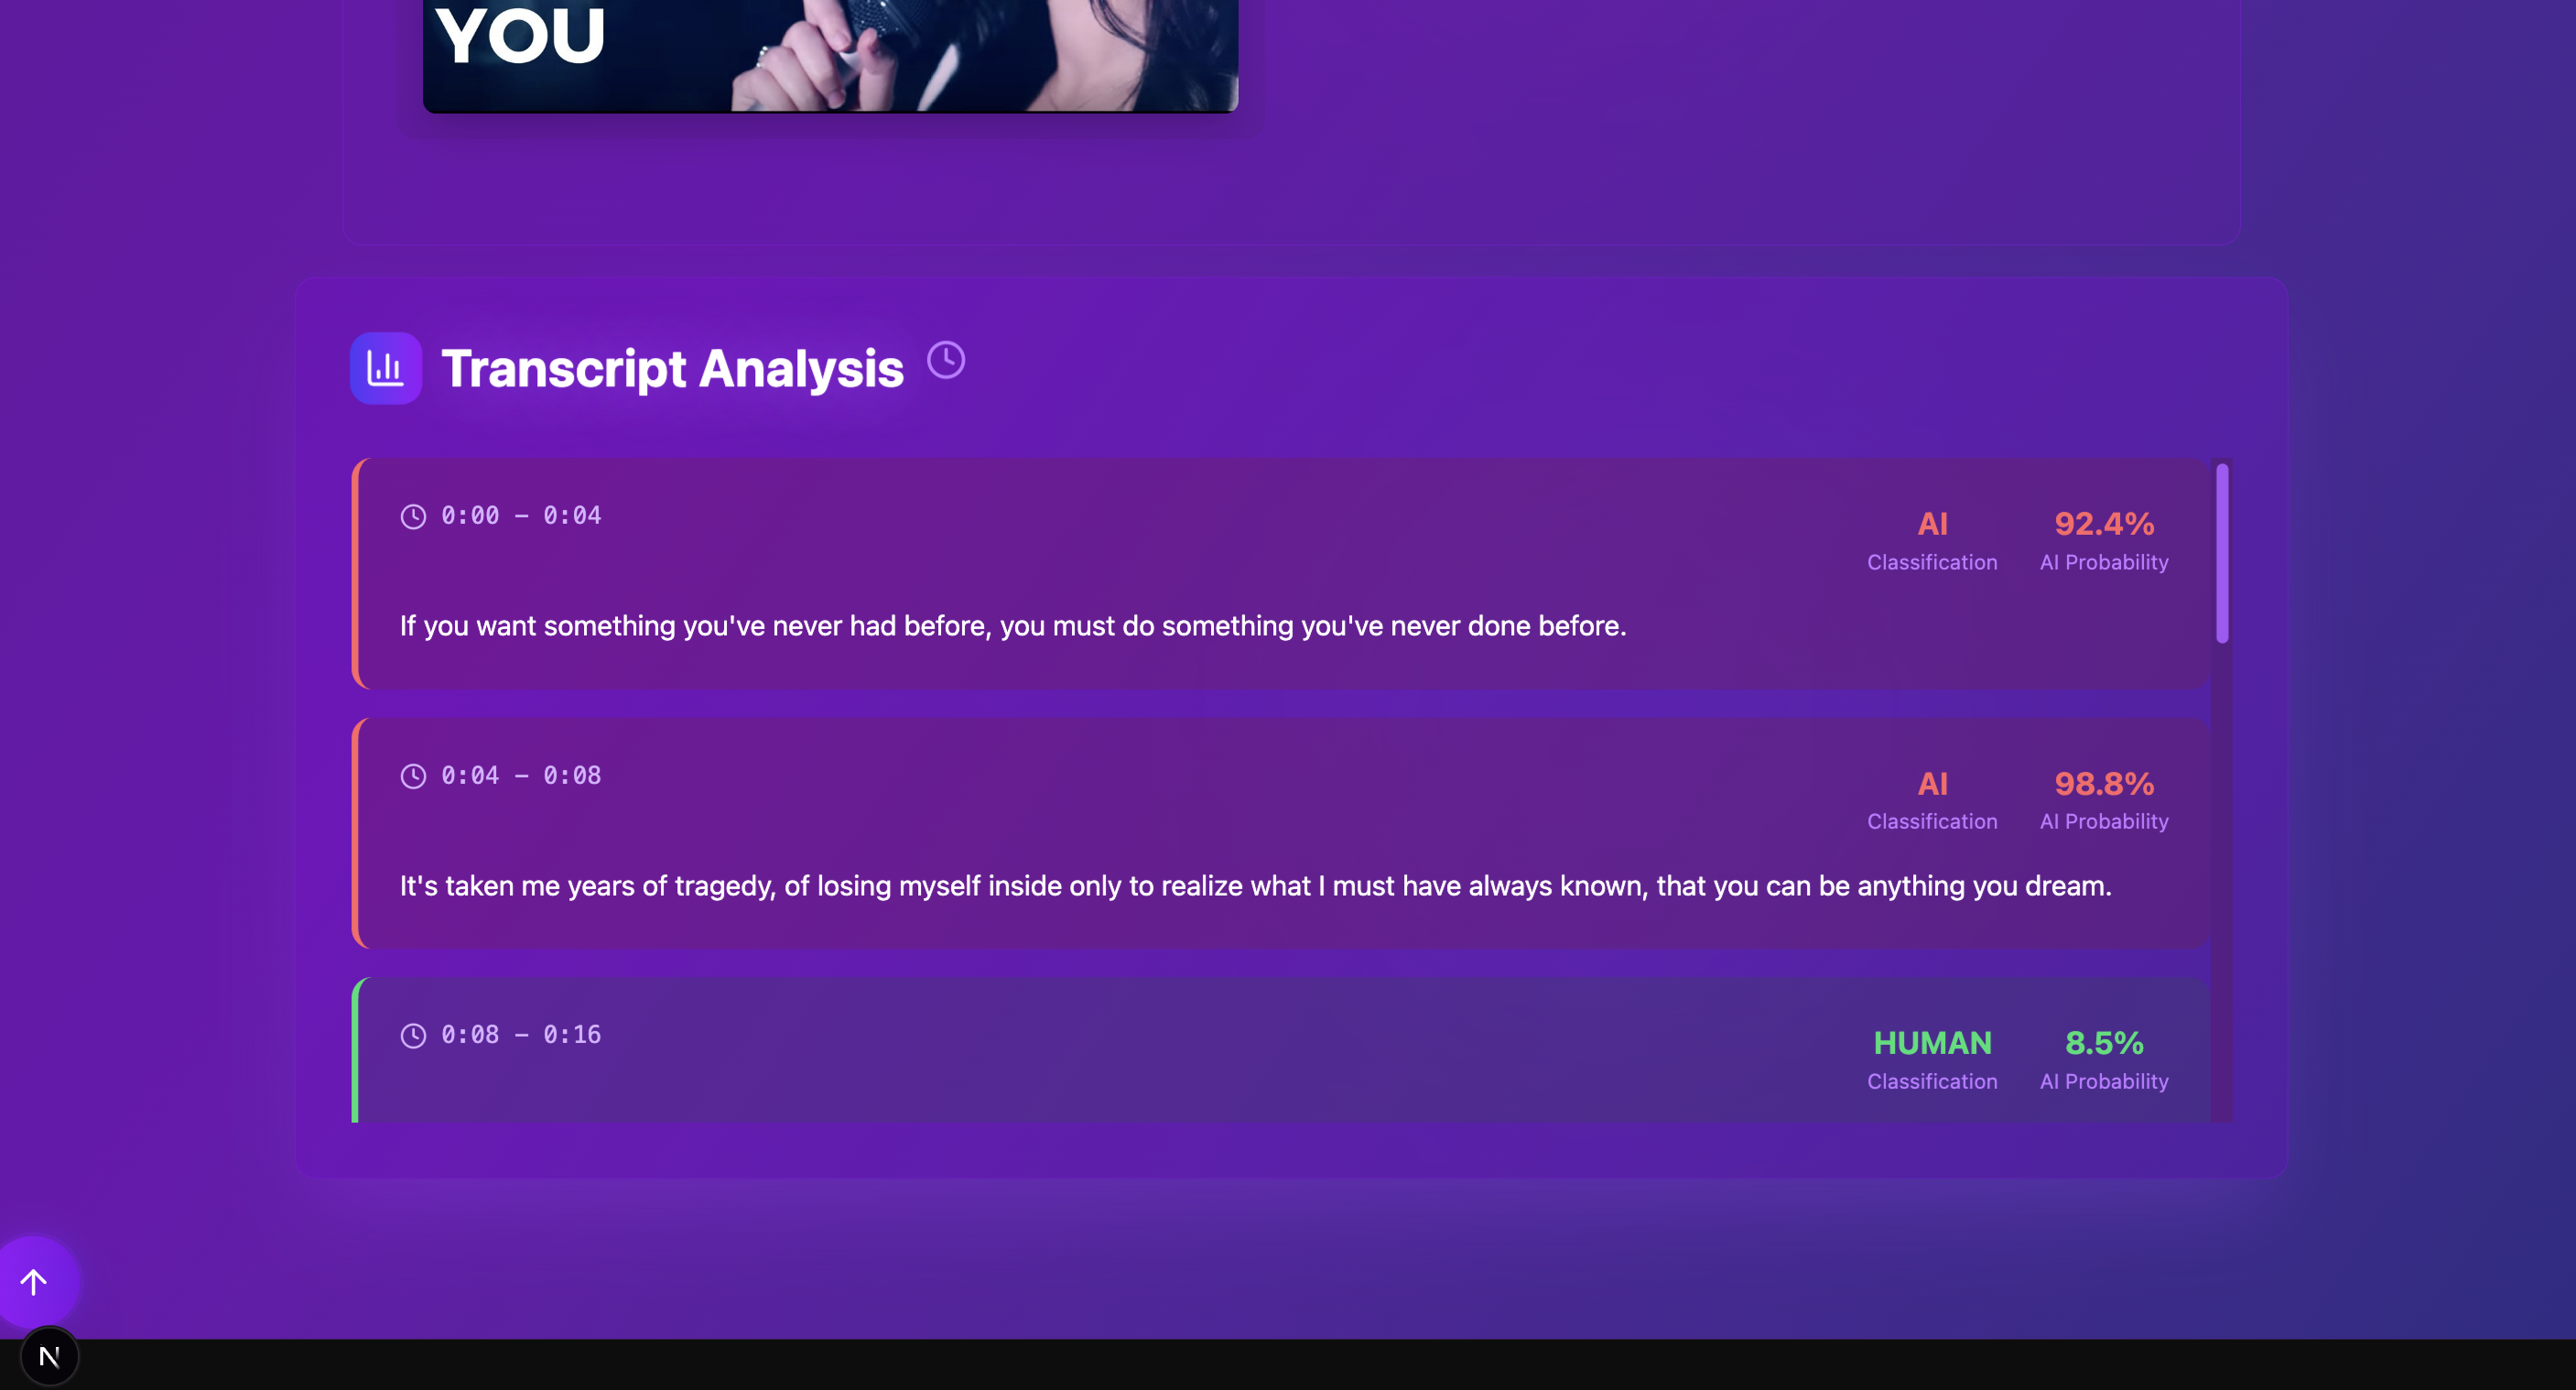 YOU
Transcript Analysis
0:00 – 0:04
AI
92.4%
Classification
AI Probability
If you want something you've never had before, you must do something you've never done before.
0:04 – 0:08
AI
98.8%
Classification
AI Probability
It's taken me years of tragedy, of losing myself inside only to realize what I must have always known, that you can be anything you dream.
0:08 – 0:16
HUMAN
8.5%
Classification
AI Probability
N